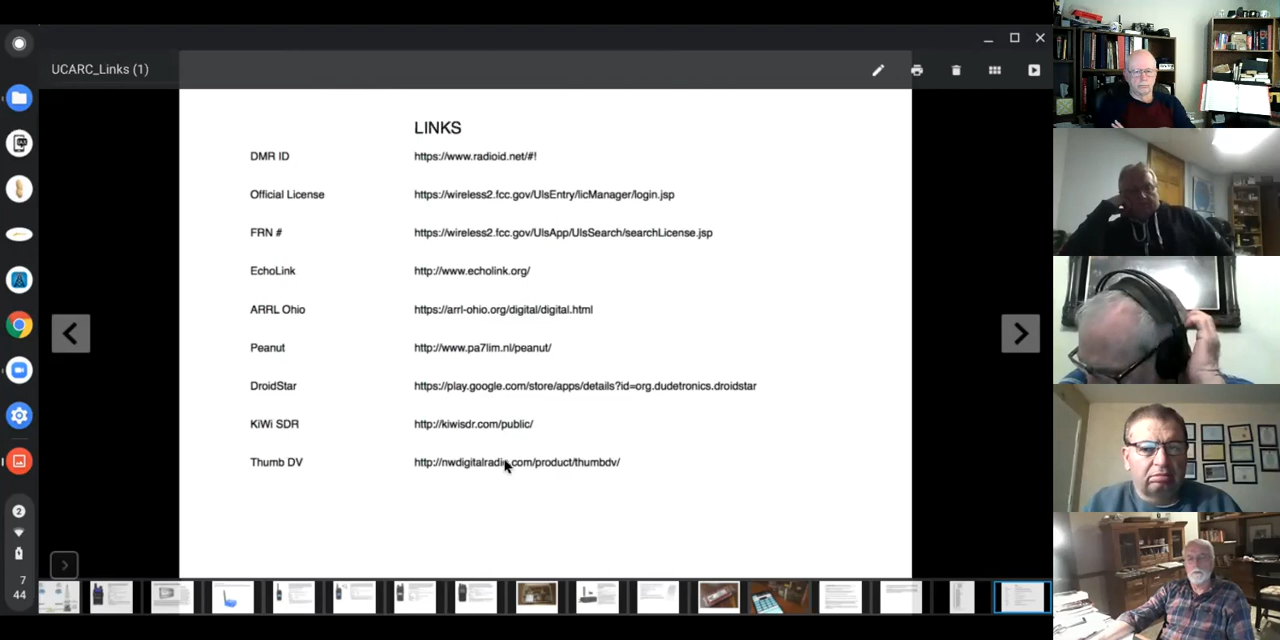 UCARC_Links (1)
LINKS
DMR ID https://www.radioid.net/#!
Official License https://wireless2.fcc.gov/UlsEntry/licManager/login.jsp
FRN # https://wireless2.fcc.gov/UlsApp/UlsSearch/searchLicense.jsp
EchoLink http://www.echolink.org/
ARRL Ohio https://arrl-ohio.org/digital/digital.html
Peanut http://www.pa7lim.nl/peanut/
DroidStar https://play.google.com/store/apps/details?id=org.dudetronics.droidstar
KiWi SDR http://kiwisdr.com/public/
Thumb DV http://nwdigitalradio.com/product/thumbdv/
2
7
44